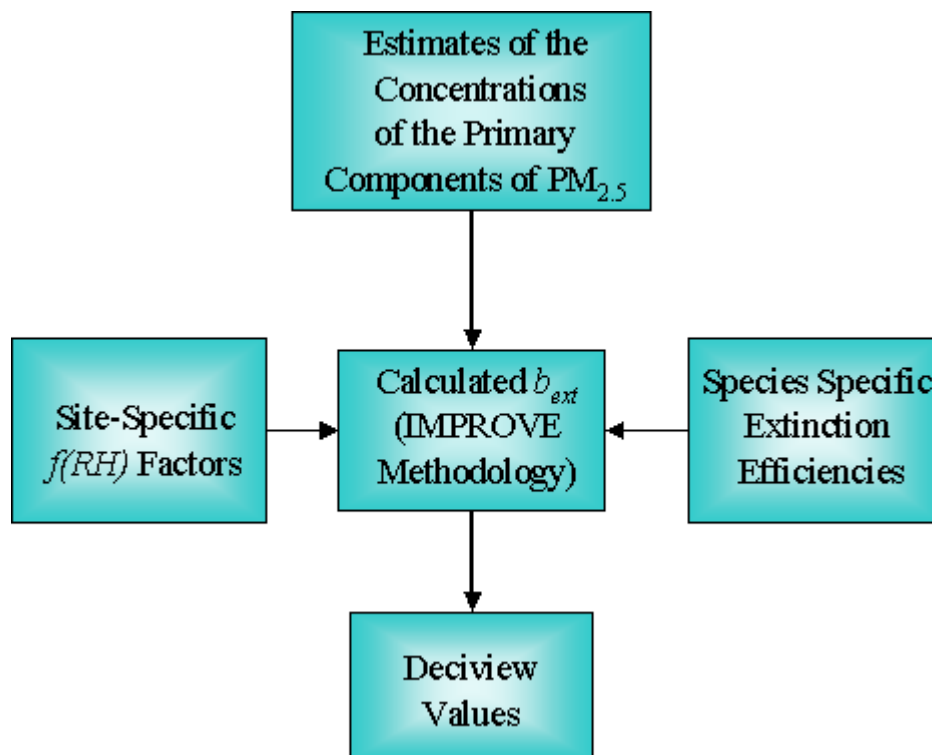 Estimates of the
Concentrations
of the Primary
Components of PM2.5
Site-Specific
f(RH) Factors
Calculated bext
(IMPROVE
Methodology)
Species Specific
Extinction
Efficiencies
Deciview
Values